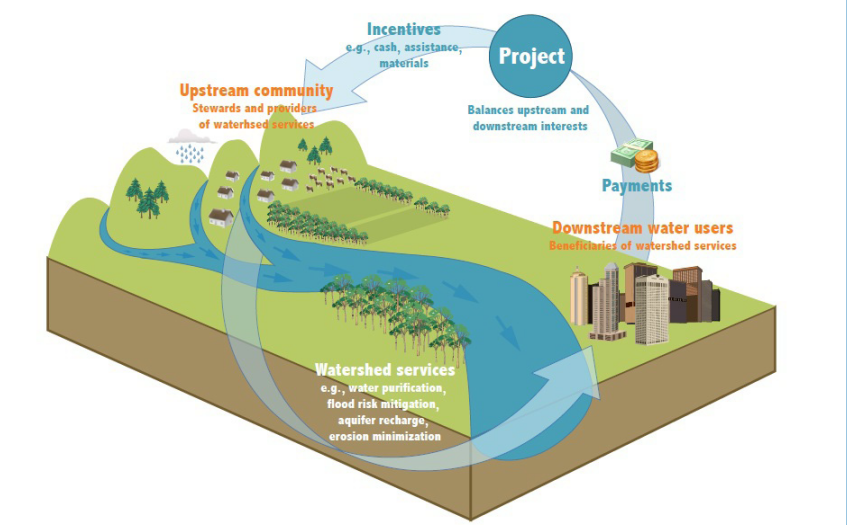 Incentives
e.g., cash, assistance,
materials
Project
Balances upstream and
downstream interests
Upstream community
Stewards and providers
of waterhsed services
Payments
Downstream water users
Beneficiaries of watershed services
Watershed services
e.g., water purification,
flood risk mitigation,
aquifer recharge,
erosion minimization